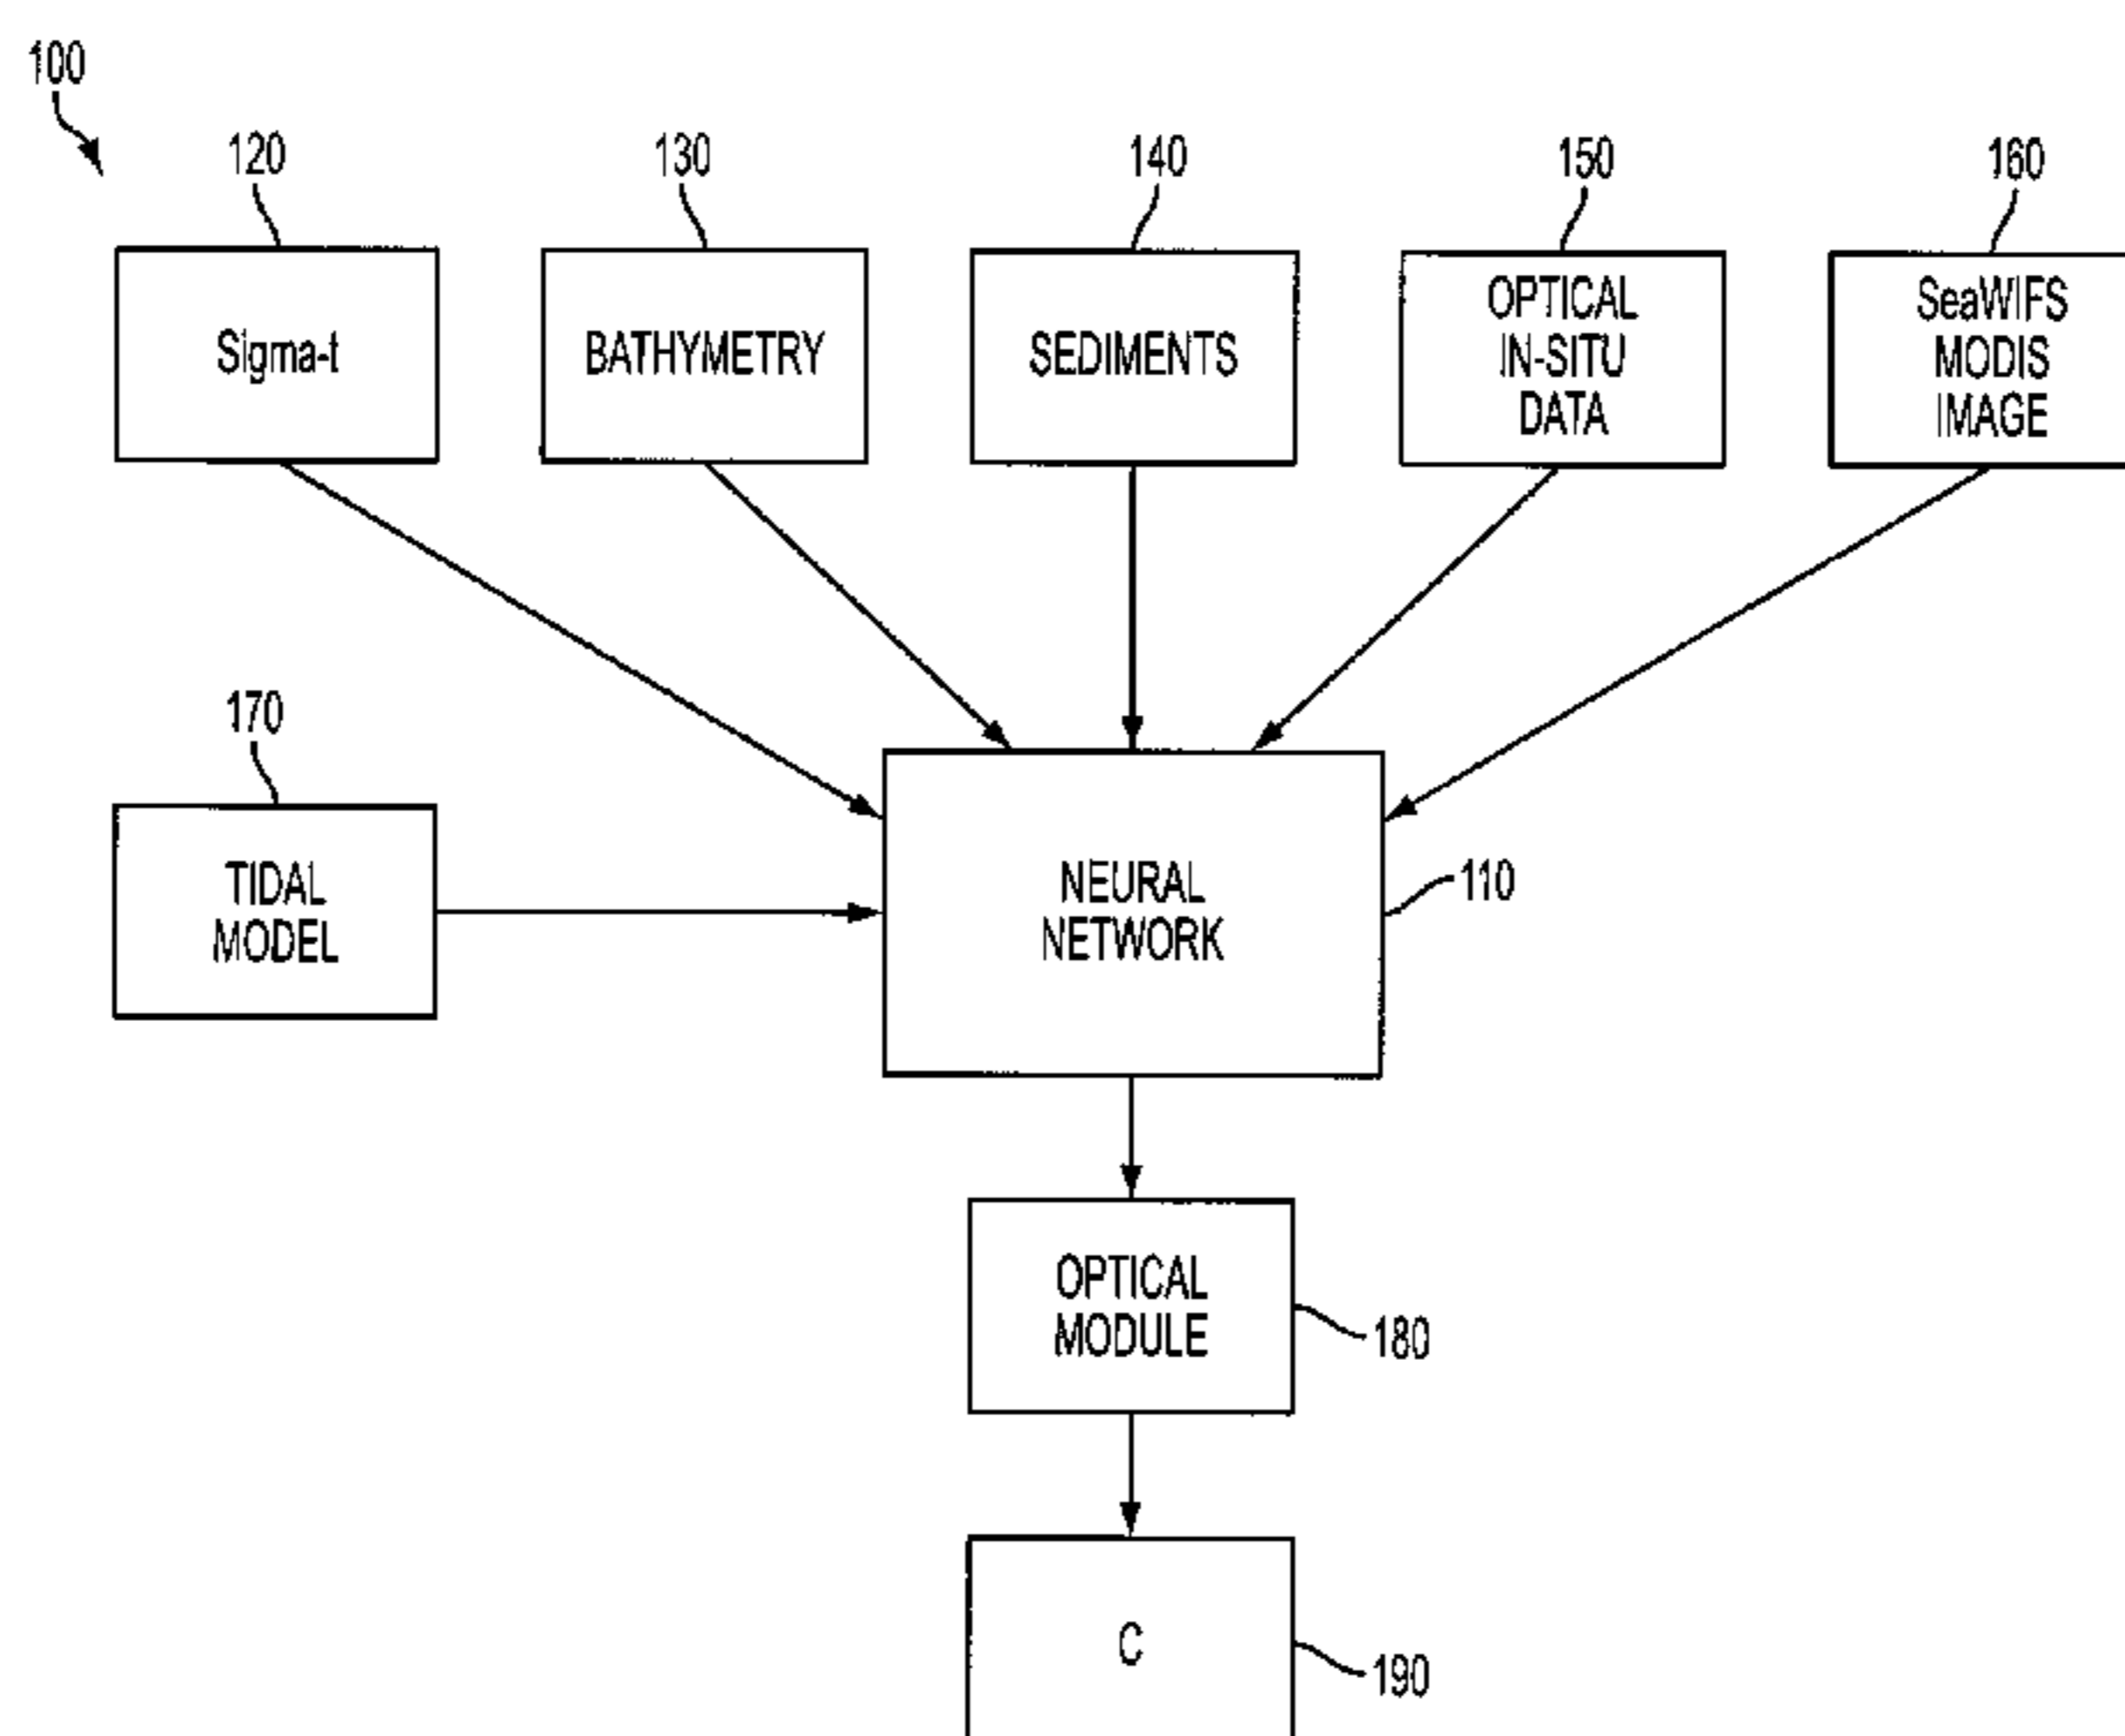 100
120
130
140
150
160
Sigma-t
BATHYMETRY
SEDIMENTS
OPTICAL
IN-SITU
DATA
SeaWIFS
MODIS
IMAGE
170
TIDAL
MODEL
NEURAL
NETWORK
110
OPTICAL
MODULE
180
C
190